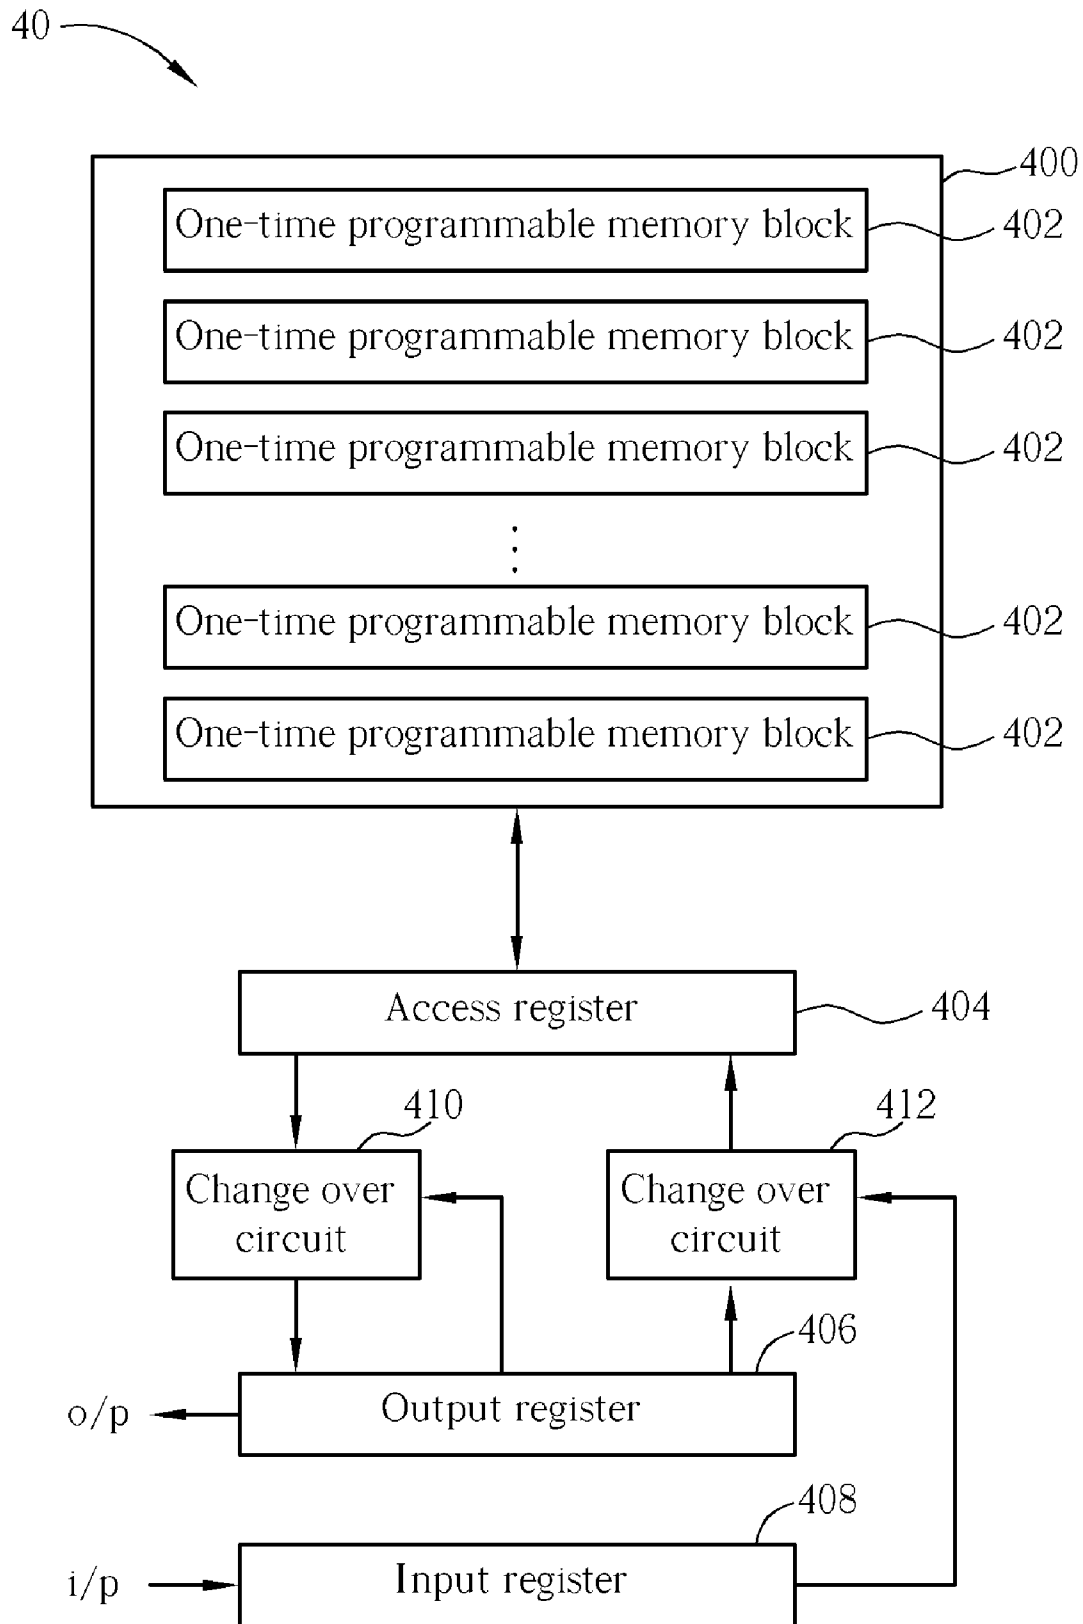 40
400
One-time programmable memory block
402
One-time programmable memory block
402
One-time programmable memory block
402
One-time programmable memory block
402
One-time programmable memory block
402
Access register
404
410
412
Change over
circuit
Change over
circuit
406
o/p
Output register
408
i/p
Input register